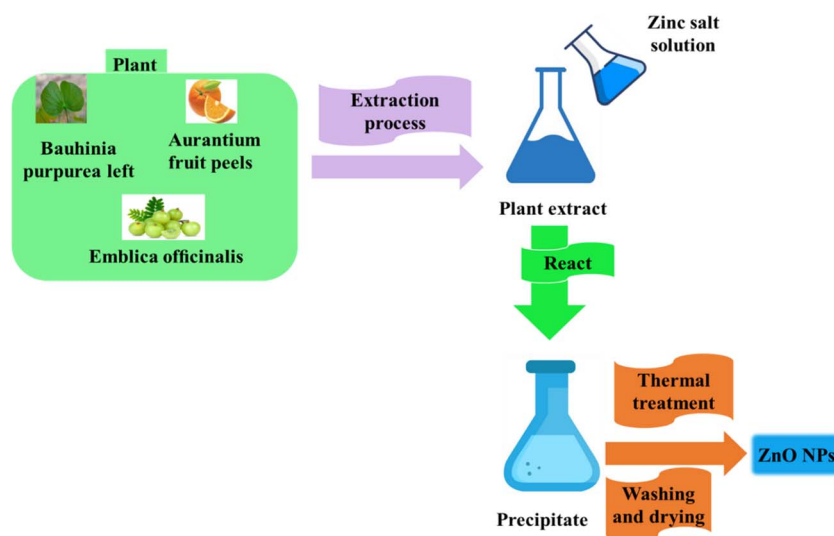 Plant
Bauhinia
purpurea left
Aurantium
fruit peels
Emblica officinalis
Extraction
process
Zinc salt
solution
Plant extract
React
Precipitate
Thermal
treatment
Washing
and drying
ZnO NPs